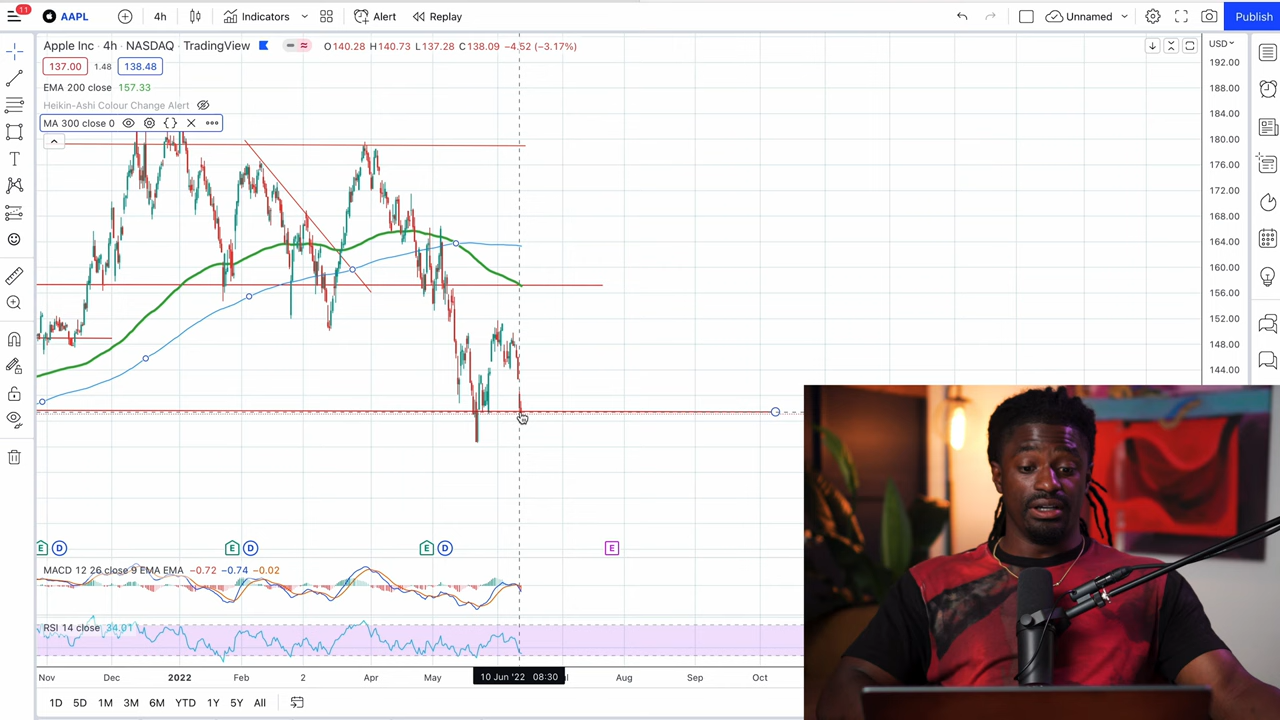 11
AAPL
4h
Indicators
Alert
Replay
Unnamed
Publish
Apple Inc · 4h · NASDAQ · TradingView
O140.28 H140.73 L137.28 C138.09 −4.52 (−3.17%)
137.00 1.48 138.48
EMA 200 close 157.33
Heikin-Ashi Colour Change Alert
MA 300 close 0
USD
192.00
188.00
184.00
180.00
176.00
172.00
168.00
164.00
160.00
156.00
152.00
148.00
144.00
E D E D E D E
MACD 12 26 close 9 EMA EMA −0.72 −0.74 −0.02
RSI 14 close 34.01
Nov Dec 2022 Feb 2 Apr May 10 Jun '22 08:30 Aug Sep Oct
1D 5D 1M 3M 6M YTD 1Y 5Y All